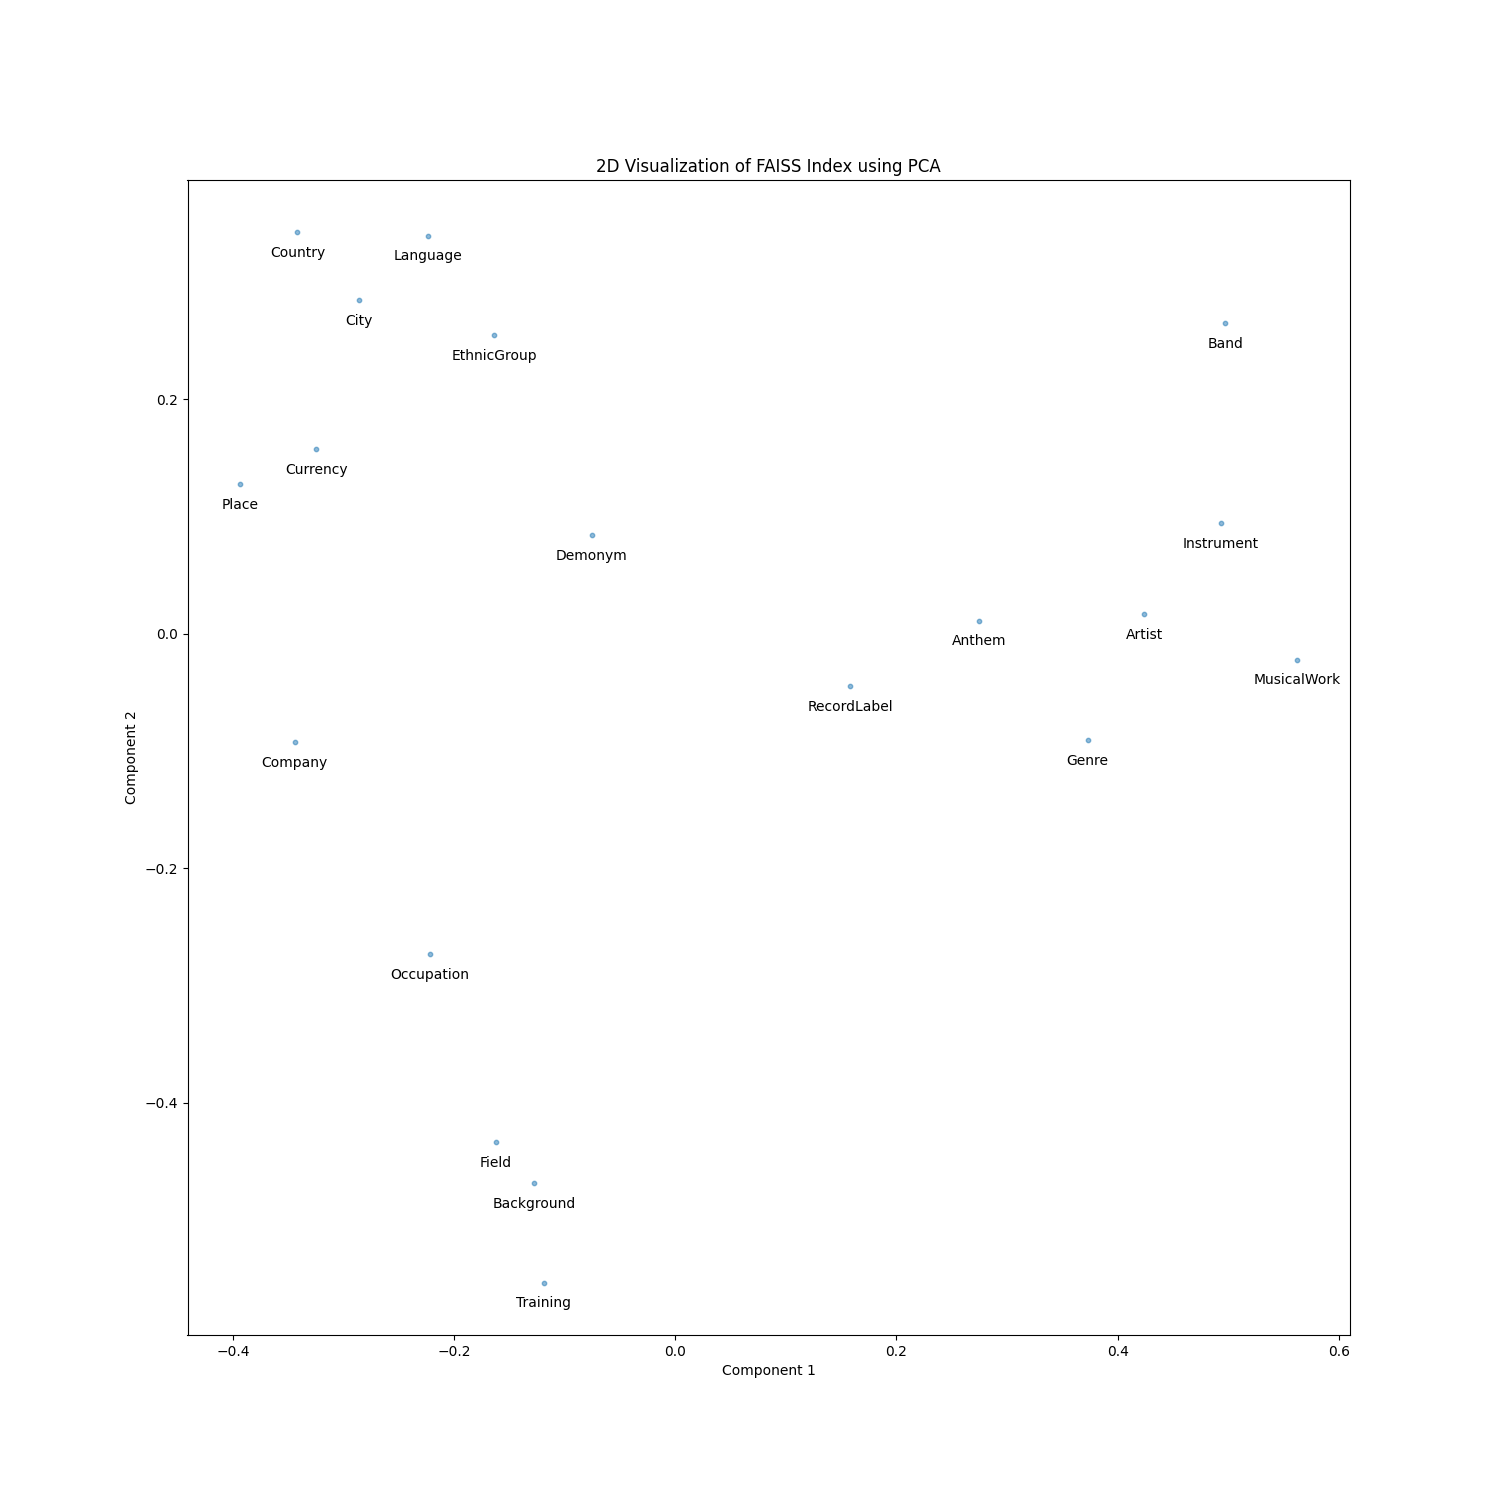 2D Visualization of FAISS Index using PCA
Country
Language
City
EthnicGroup
Band
0.2
Currency
Place
Demonym
Instrument
0.0
Anthem
Artist
MusicalWork
RecordLabel
Component 2
Company
Genre
−0.2
Occupation
−0.4
Field
Background
Training
−0.4
−0.2
0.0
0.2
0.4
0.6
Component 1